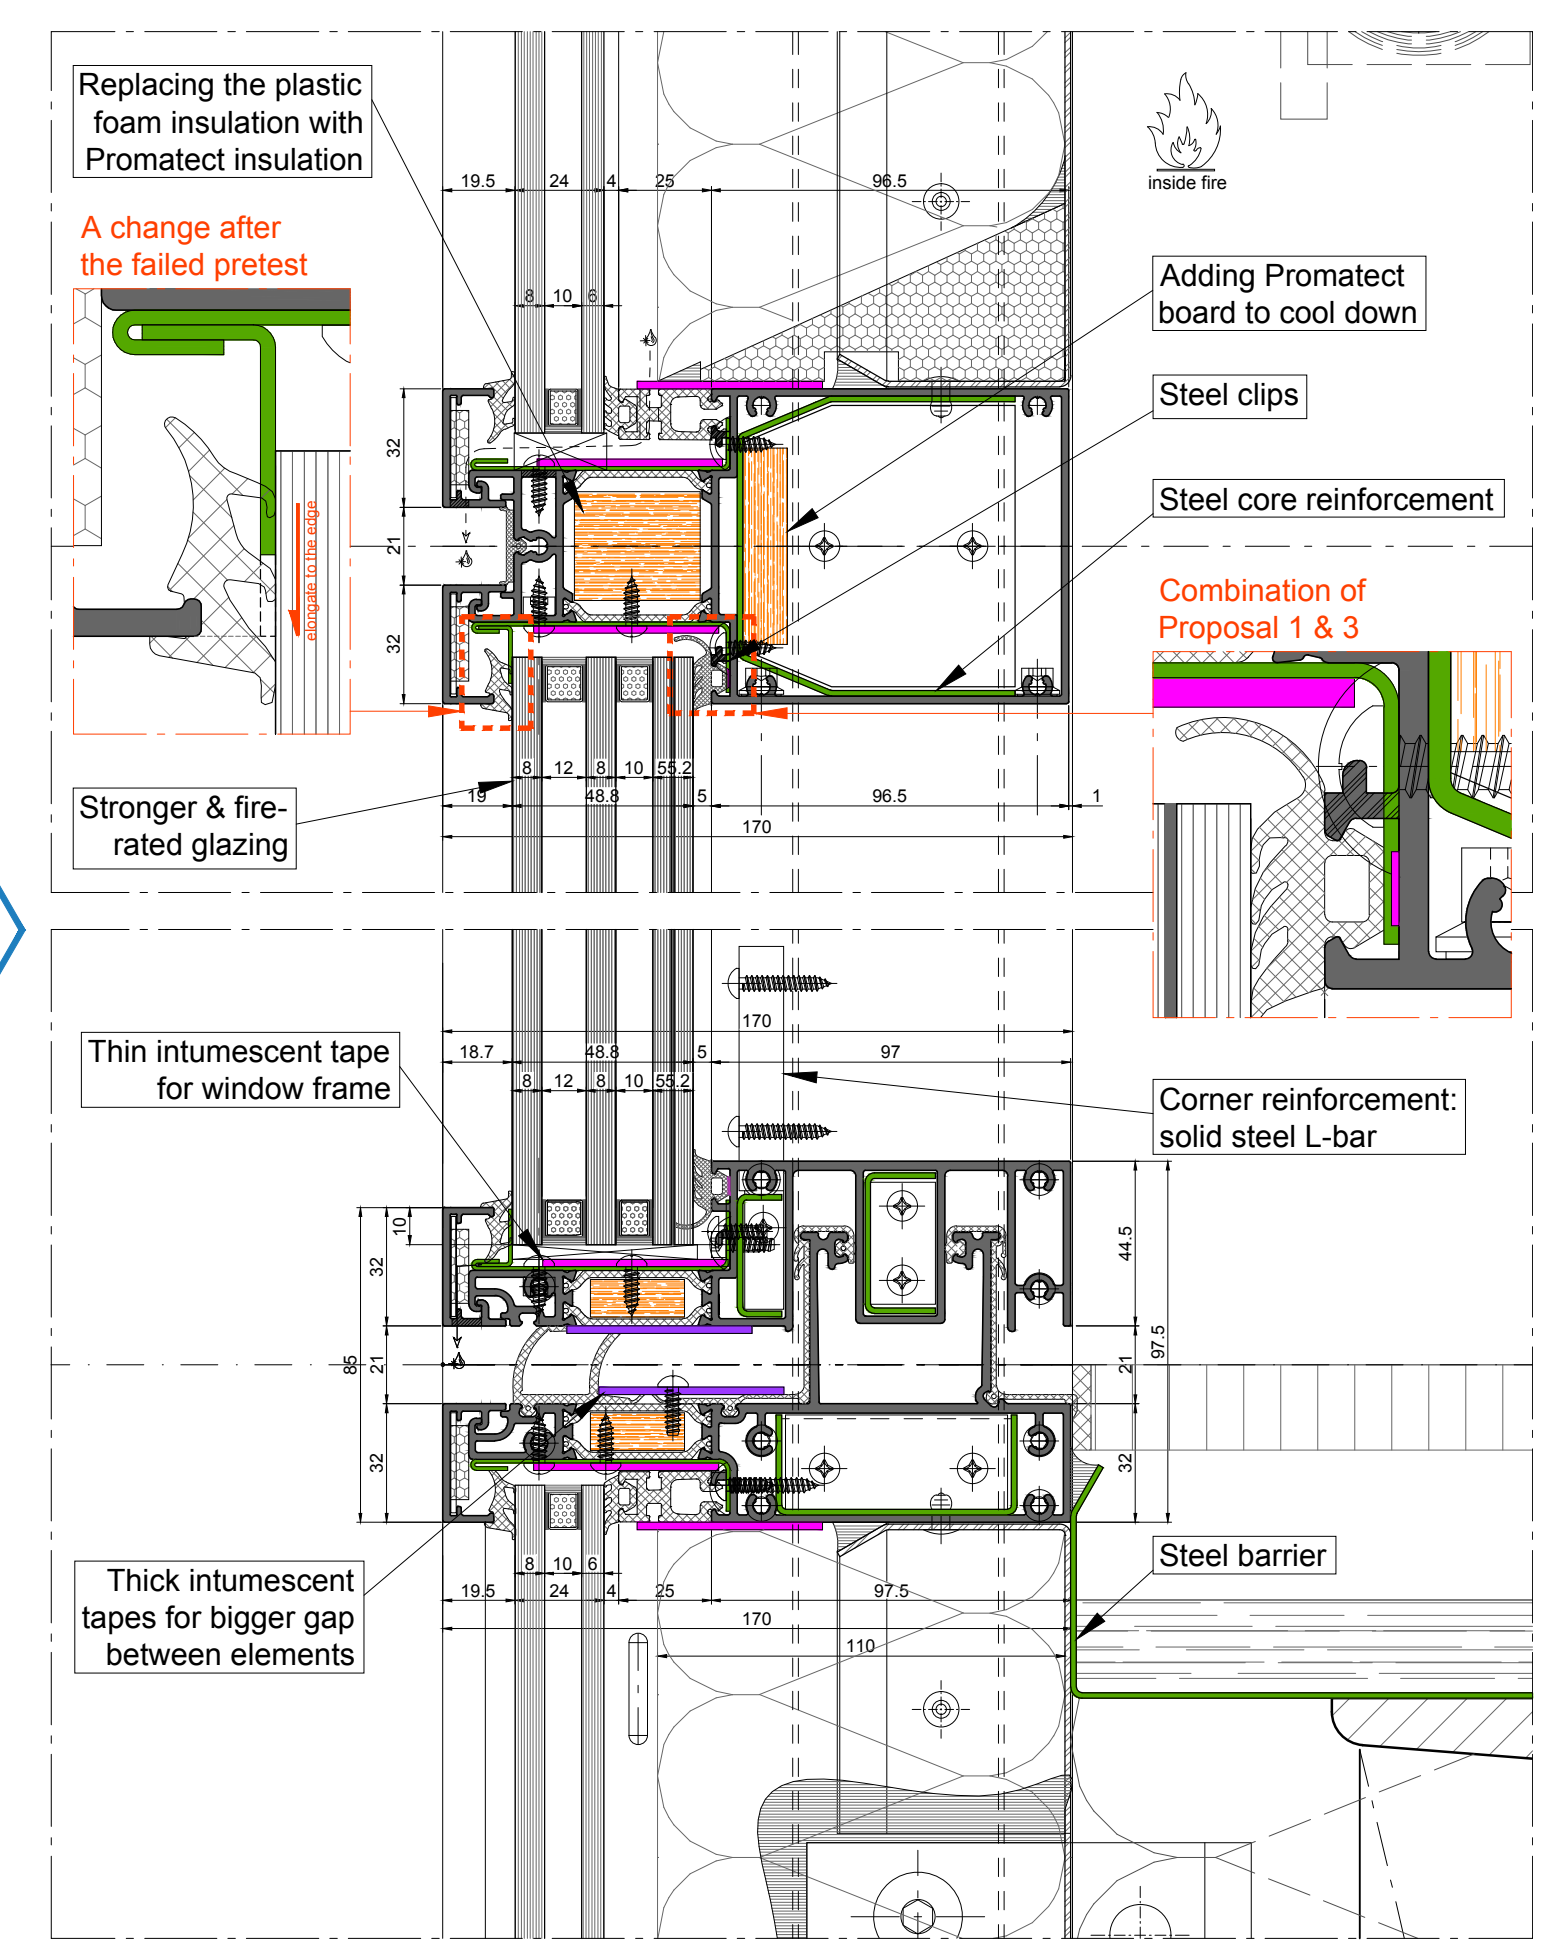 Replacing the plastic
foam insulation with
Promatect insulation
A change after
the failed pretest
inside fire
19.5
24
4
25
96.5
8
10
6
Adding Promatect
board to cool down
Steel clips
Steel core reinforcement
32
21
32
elongate to the edge
Combination of
Proposal 1 & 3
Stronger & fire-
rated glazing
8
12
8
10
55.2
19
48.8
5
96.5
1
170
170
Thin intumescent tape
for window frame
18.7
48.8
5
97
8
12
8
10
55.2
Corner reinforcement:
solid steel L-bar
10
32
44.5
85
21
21
97.5
32
32
Steel barrier
Thick intumescent
tapes for bigger gap
between elements
8
10
6
19.5
24
4
25
97.5
170
110